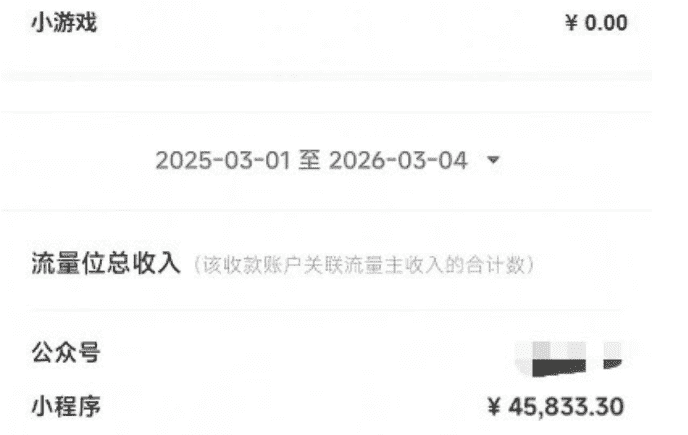 小游戏 ¥ 0.00
2025-03-01 至 2026-03-04
流量位总收入（该收款账户关联流量主收入的合计数）
公众号
小程序 ¥ 45,833.30